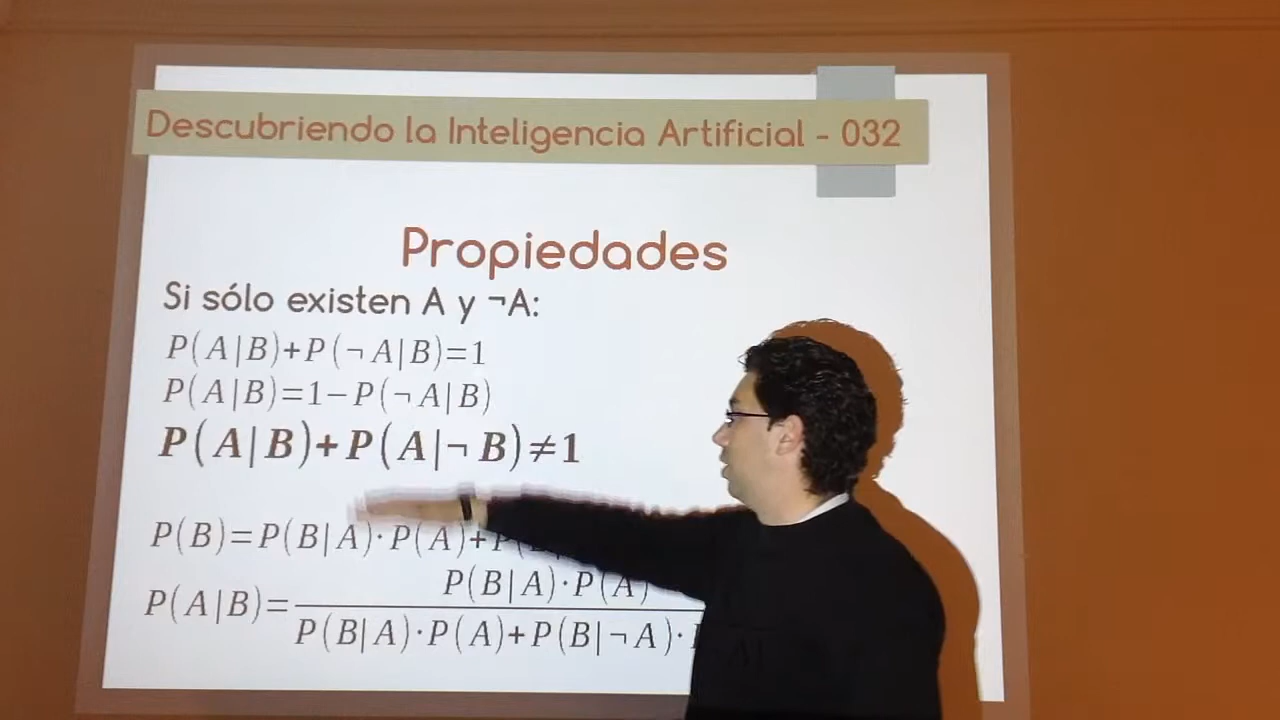 Descubriendo la Inteligencia Artificial - 032
Propiedades
Si sólo existen A y ¬A:
P(A|B)+P(¬A|B)=1
P(A|B)=1−P(¬A|B)
P(A|B)+P(A|¬B)≠1
P(B)=P(B|A)·P(A)+
P(B|A)·P(A)
P(A|B)=
P(B|A)·P(A)+P(B|¬A)·